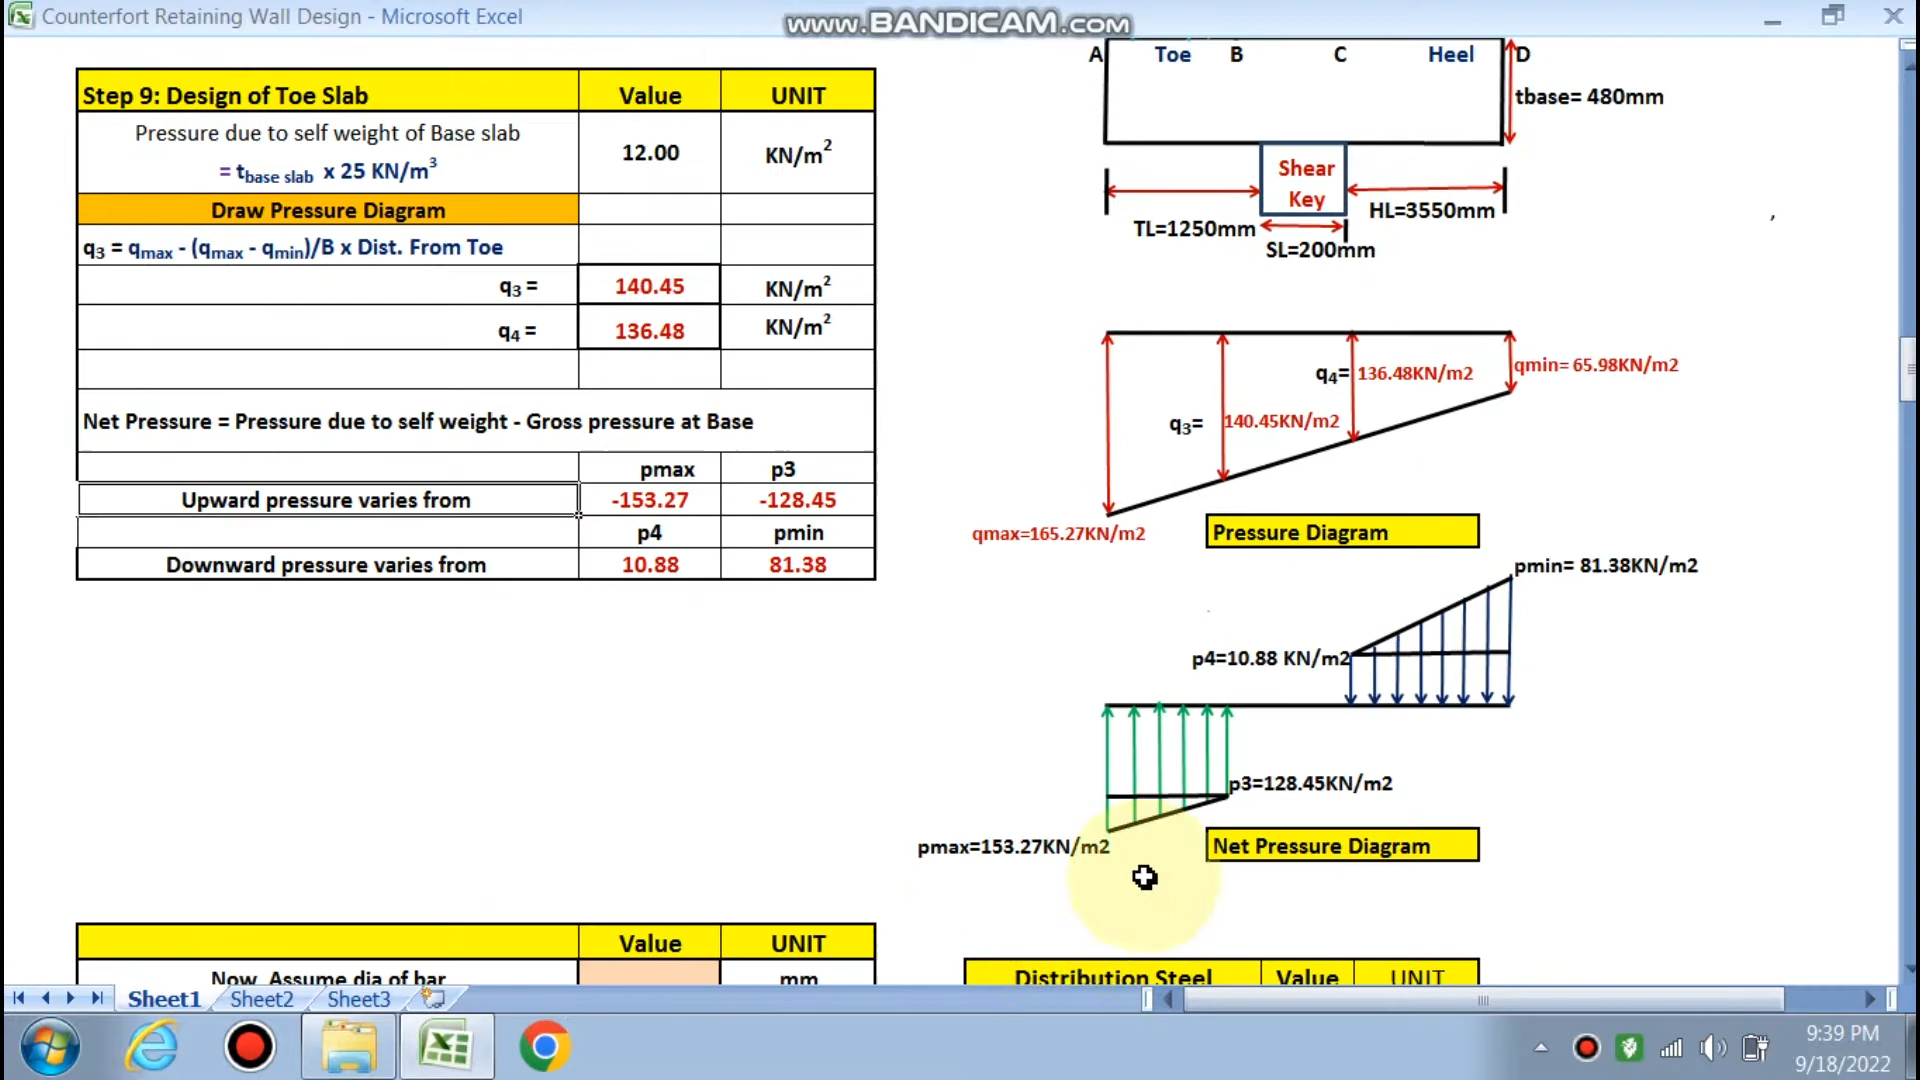 Counterfort Retaining Wall Design - Microsoft Excel
www.BANDICAM.com
Step 9: Design of Toe Slab Value UNIT
Pressure due to self weight of Base slab
= tbase slab x 25 KN/m3
12.00 KN/m2
Draw Pressure Diagram
q3 = qmax - (qmax - qmin)/B x Dist. From Toe
q3 = 140.45 KN/m2
q4 = 136.48 KN/m2
Net Pressure = Pressure due to self weight - Gross pressure at Base
pmax p3
Upward pressure varies from -153.27 -128.45
p4 pmin
Downward pressure varies from 10.88 81.38
A Toe B C Heel D
tbase= 480mm
Shear
Key
TL=1250mm
HL=3550mm
SL=200mm
,
q4= 136.48KN/m2
qmin= 65.98KN/m2
q3= 140.45KN/m2
qmax=165.27KN/m2
Pressure Diagram
pmin= 81.38KN/m2
p4=10.88 KN/m2
p3=128.45KN/m2
pmax=153.27KN/m2
Net Pressure Diagram
Value UNIT
Now Assume dia of bar mm
Distribution Steel Value UNIT
Sheet1 Sheet2 Sheet3
9:39 PM
9/18/2022